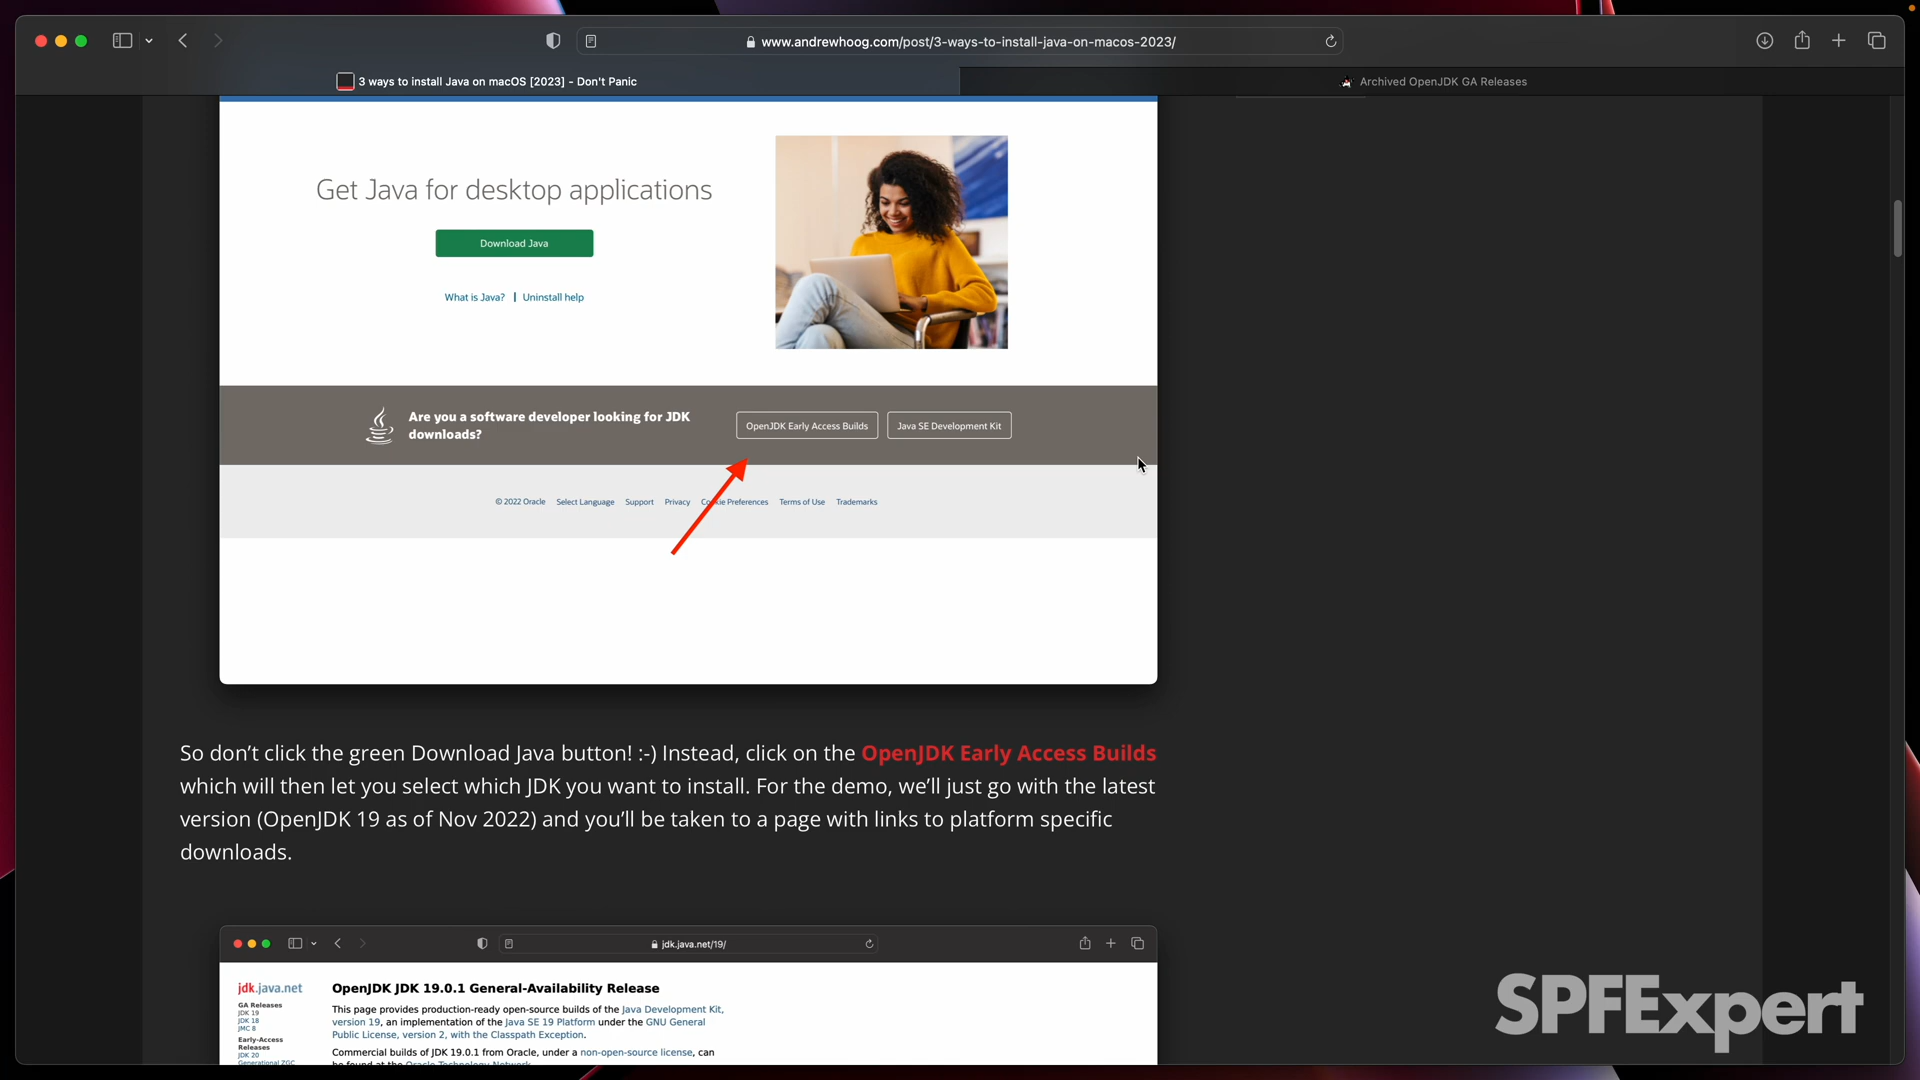 www.andrewhoog.com/post/3-ways-to-install-java-on-macos-2023/
3 ways to install Java on macOS [2023] - Don't Panic
Archived OpenJDK GA Releases
Get Java for desktop applications
Download Java
What is Java? | Uninstall help
Are you a software developer looking for JDK
downloads?
OpenJDK Early Access Builds
Java SE Development Kit
© 2022 Oracle Select Language Support Privacy Cookie Preferences Terms of Use Trademarks
So don't click the green Download Java button! :-) Instead, click on the OpenJDK Early Access Builds
which will then let you select which JDK you want to install. For the demo, we'll just go with the latest
version (OpenJDK 19 as of Nov 2022) and you'll be taken to a page with links to platform specific
downloads.
jdk.java.net/19/
jdk.java.net
GA Releases
JDK 19
JDK 18
JMC 8
Early-Access
Releases
JDK 20
Generational ZGC
OpenJDK JDK 19.0.1 General-Availability Release
This page provides production-ready open-source builds of the Java Development Kit,
version 19, an implementation of the Java SE 19 Platform under the GNU General
Public License, version 2, with the Classpath Exception.
Commercial builds of JDK 19.0.1 from Oracle, under a non-open-source license, can
be found at the Oracle Technology Network.
SPFExpert